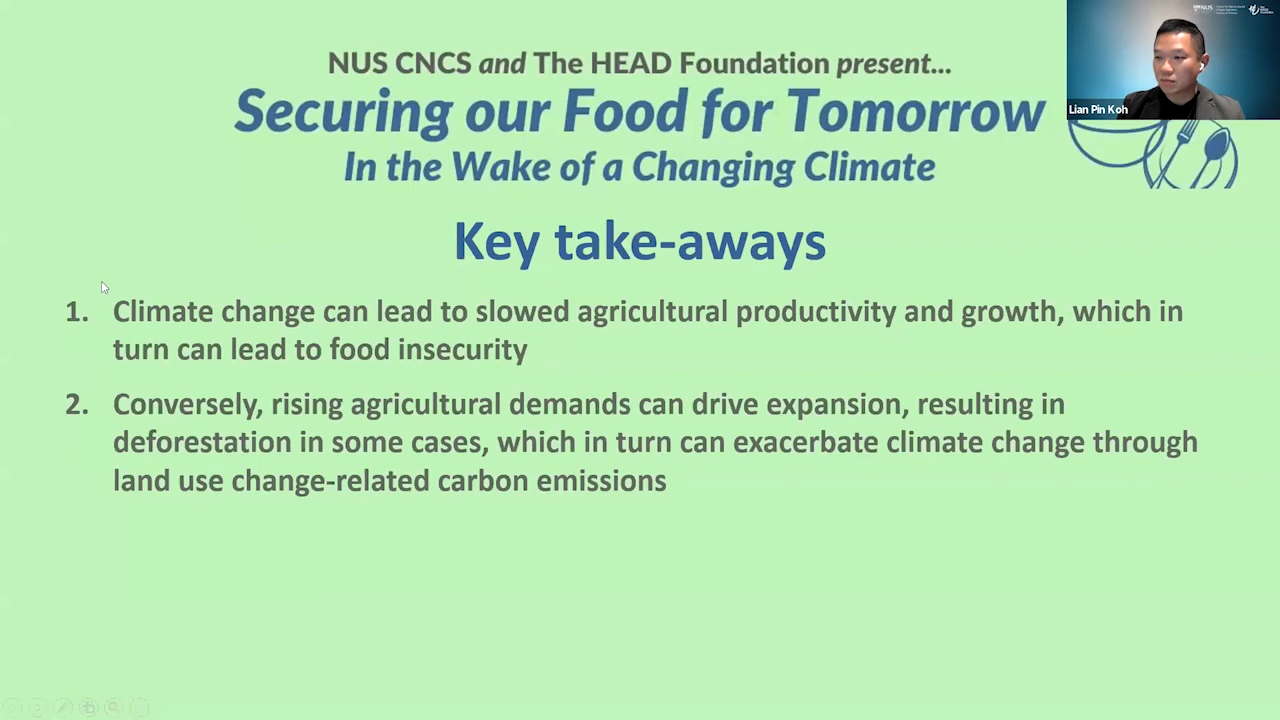 NUS CNCS and The HEAD Foundation present...
Securing our Food for Tomorrow
In the Wake of a Changing Climate
NUS
Lian Pin Koh
Key take-aways
1. Climate change can lead to slowed agricultural productivity and growth, which in
turn can lead to food insecurity
2. Conversely, rising agricultural demands can drive expansion, resulting in
deforestation in some cases, which in turn can exacerbate climate change through
land use change-related carbon emissions